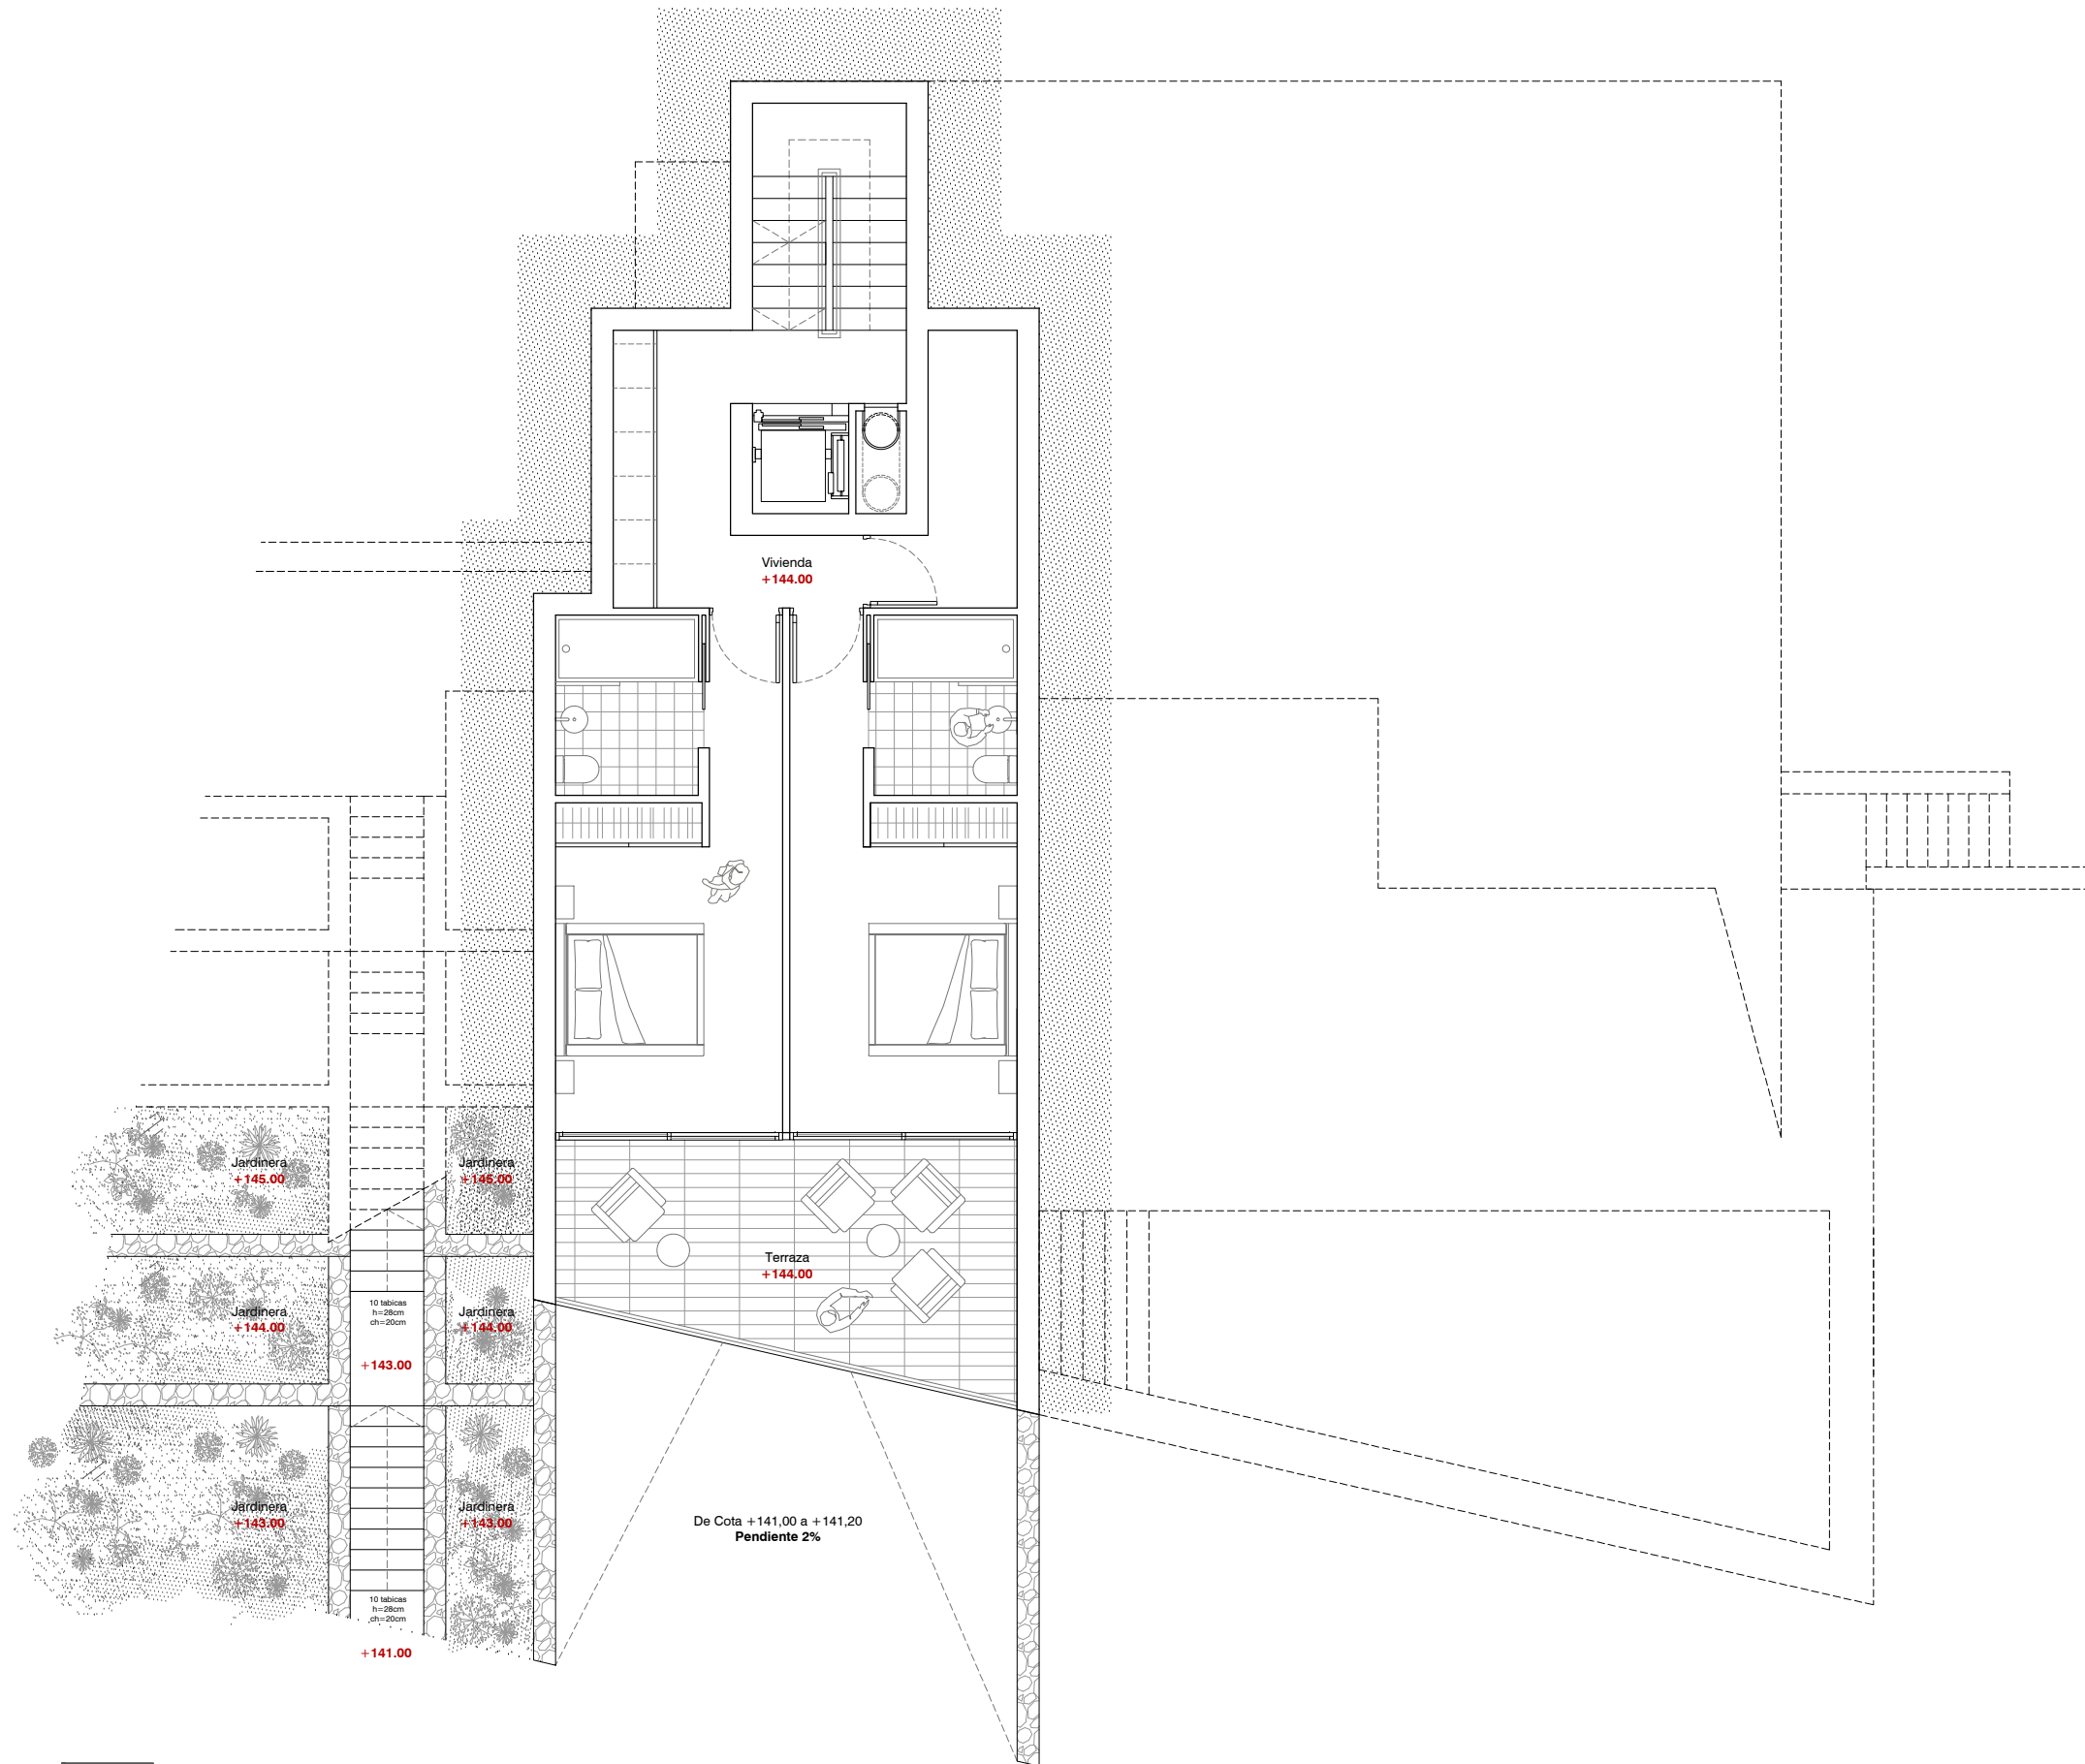 Vivienda
+144.00
Jardinera
+145.00
Jardinera
+145.00
Terraza
+144.00
Jardinera
+144.00
10 tabicas
h=28cm
ch=20cm
Jardinera
+144.00
+143.00
Jardinera
+143.00
Jardinera
+143.00
De Cota +141,00 a +141,20
Pendiente 2%
10 tabicas
h=28cm
ch=20cm
+141.00